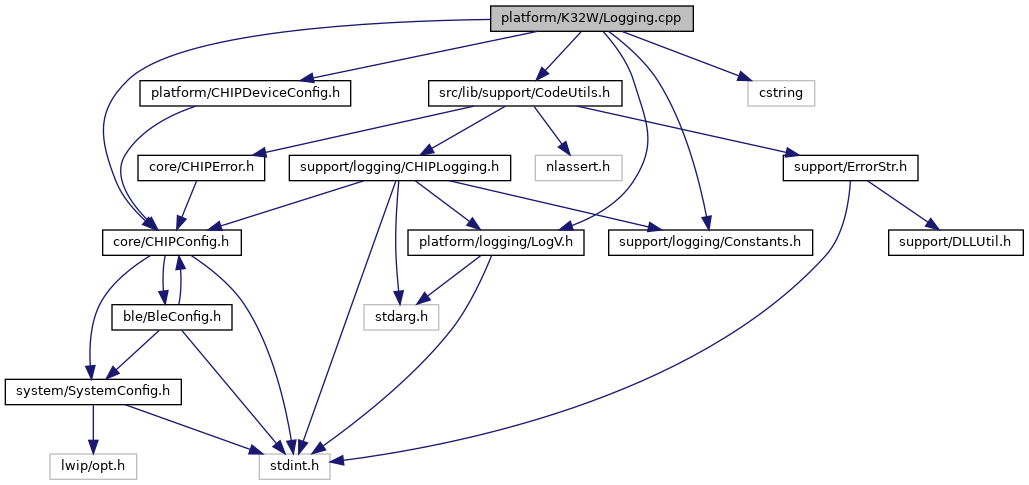 platform/K32W/Logging.cpp
platform/CHIPDeviceConfig.h
src/lib/support/CodeUtils.h
cstring
core/CHIPError.h
support/logging/CHIPLogging.h
nlassert.h
support/ErrorStr.h
core/CHIPConfig.h
platform/logging/LogV.h
support/logging/Constants.h
support/DLLUtil.h
ble/BleConfig.h
stdarg.h
system/SystemConfig.h
lwip/opt.h
stdint.h